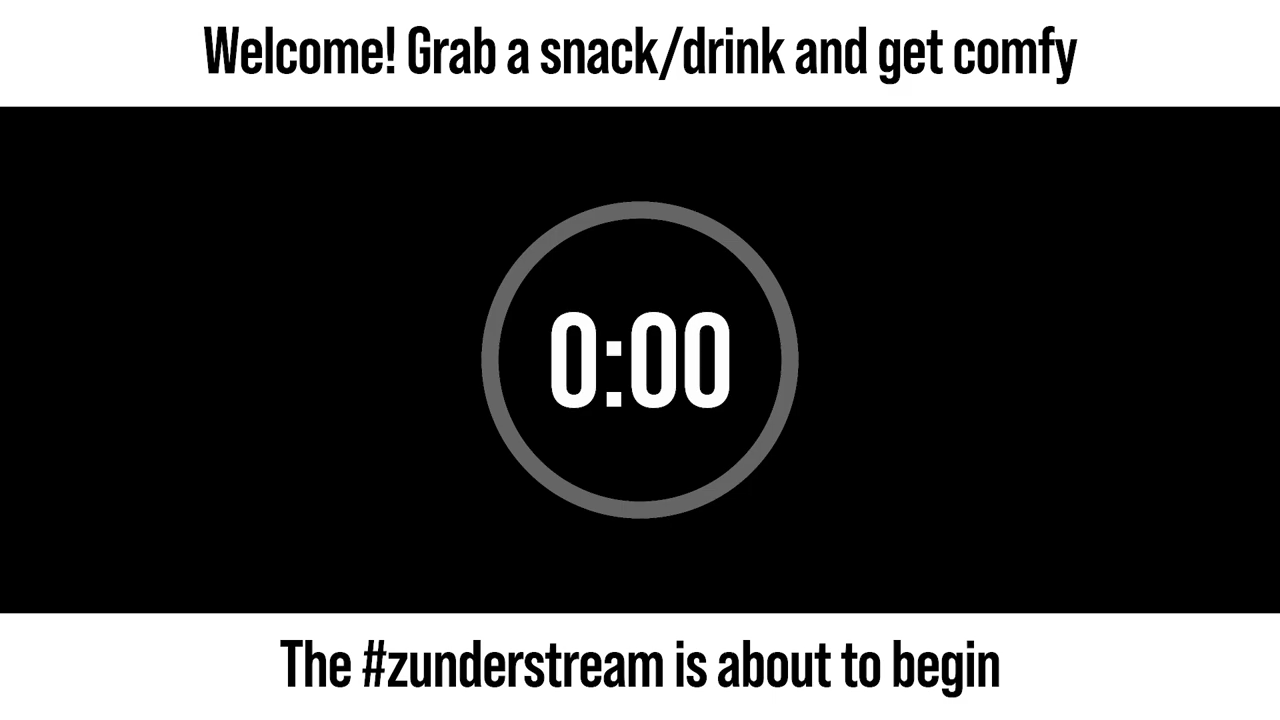 Welcome! Grab a snack/drink and get comfy
0:00
The #zunderstream is about to begin